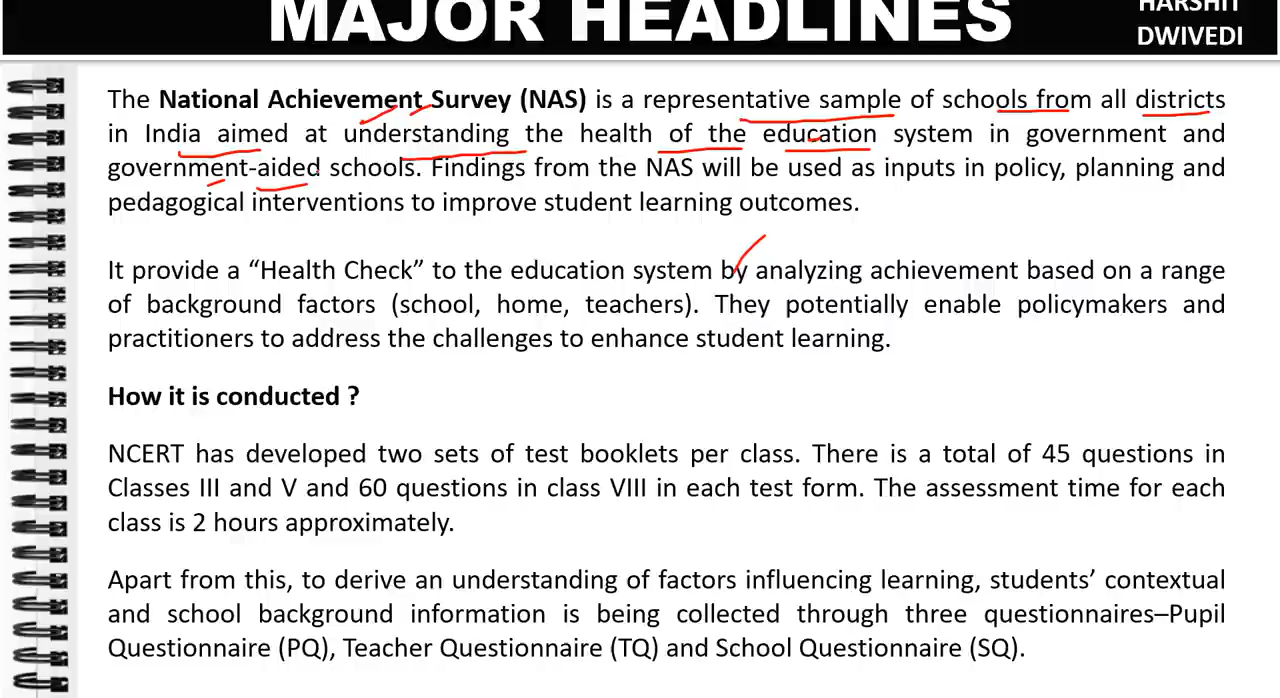 MAJOR HEADLINES
HARSHIT
DWIVEDI
The National Achievement Survey (NAS) is a representative sample of schools from all districts
in India aimed at understanding the health of the education system in government and
government-aided schools. Findings from the NAS will be used as inputs in policy, planning and
pedagogical interventions to improve student learning outcomes.
It provide a “Health Check” to the education system by analyzing achievement based on a range
of background factors (school, home, teachers). They potentially enable policymakers and
practitioners to address the challenges to enhance student learning.
How it is conducted ?
NCERT has developed two sets of test booklets per class. There is a total of 45 questions in
Classes III and V and 60 questions in class VIII in each test form. The assessment time for each
class is 2 hours approximately.
Apart from this, to derive an understanding of factors influencing learning, students’ contextual
and school background information is being collected through three questionnaires–Pupil
Questionnaire (PQ), Teacher Questionnaire (TQ) and School Questionnaire (SQ).